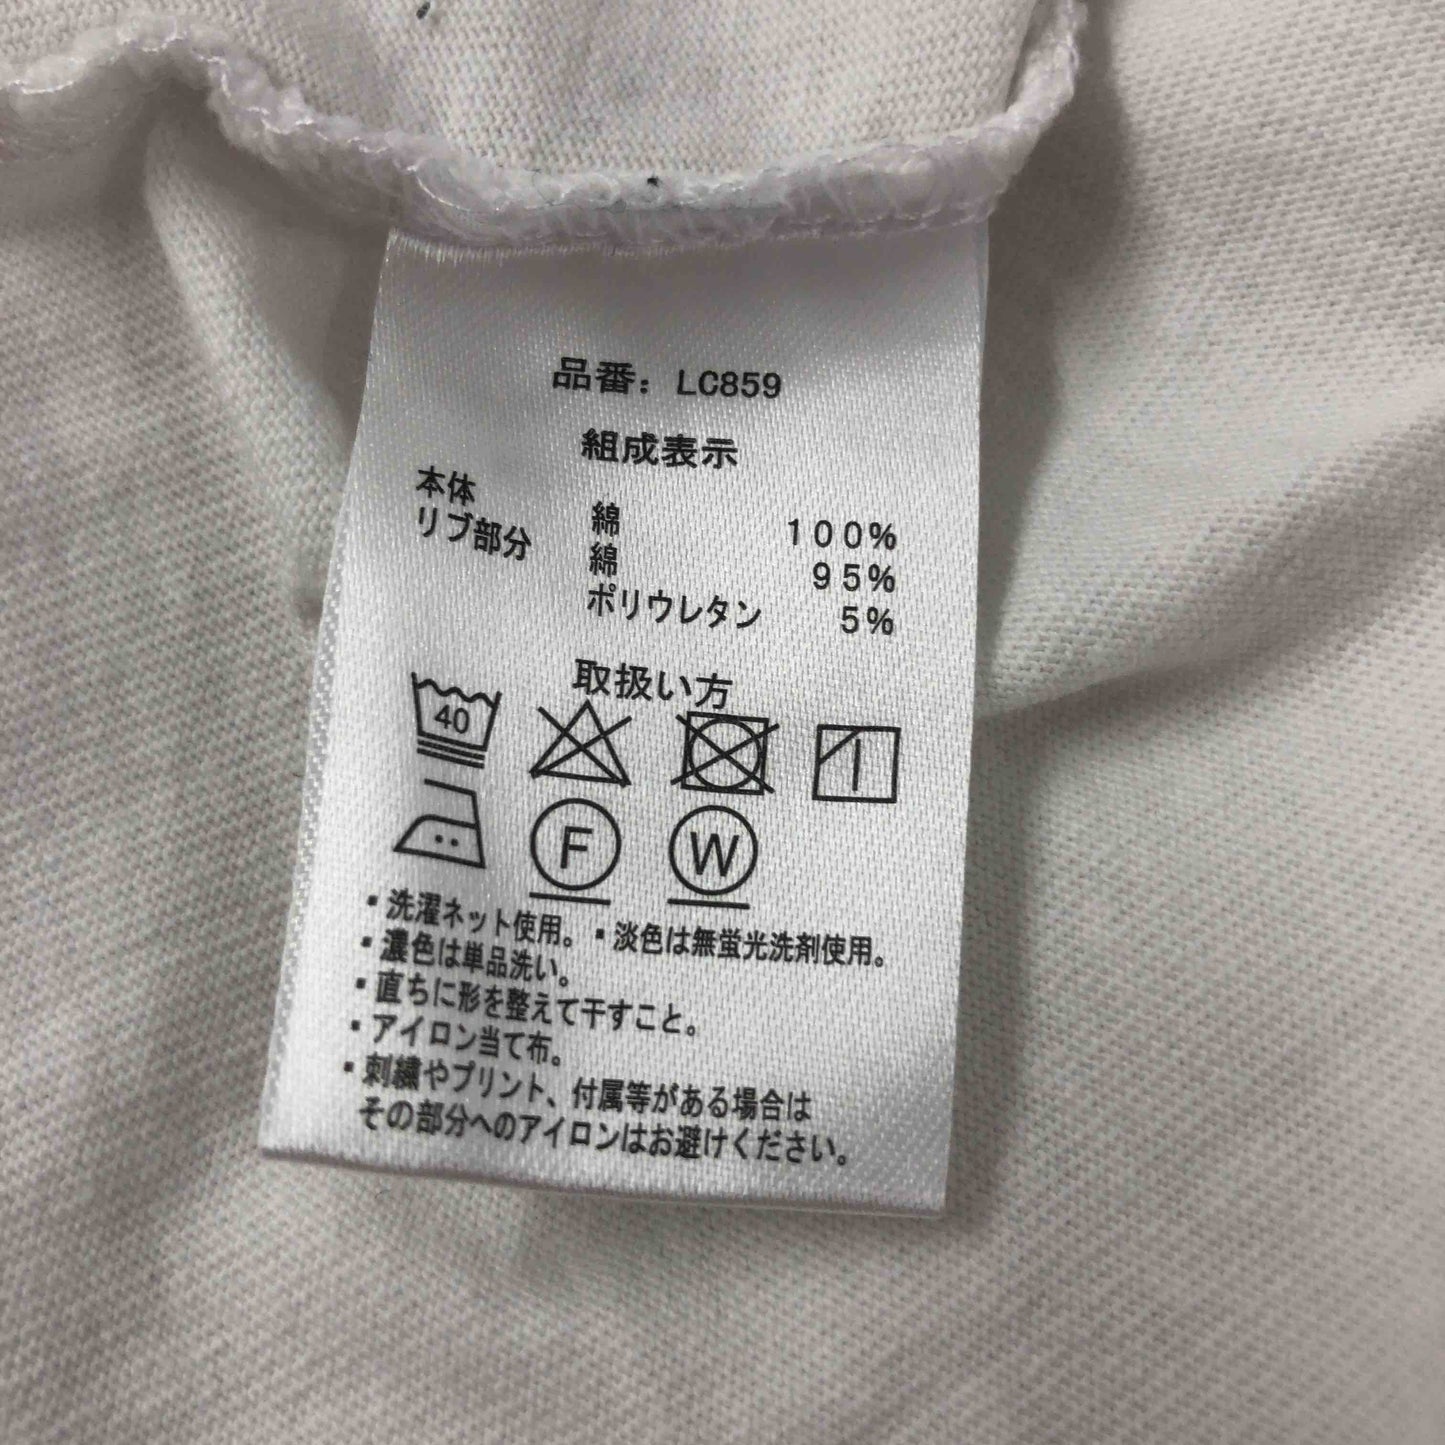 品番：LC859
組成表示
本体 綿 100%
リブ部分 綿 95%
ポリウレタン 5%
取扱い方
40
F W
・洗濯ネット使用。・淡色は無蛍光洗剤使用。
・濃色は単品洗い。
・直ちに形を整えて干すこと。
・アイロン当て布。
・刺繍やプリント、付属等がある場合は
その部分へのアイロンはお避けください。